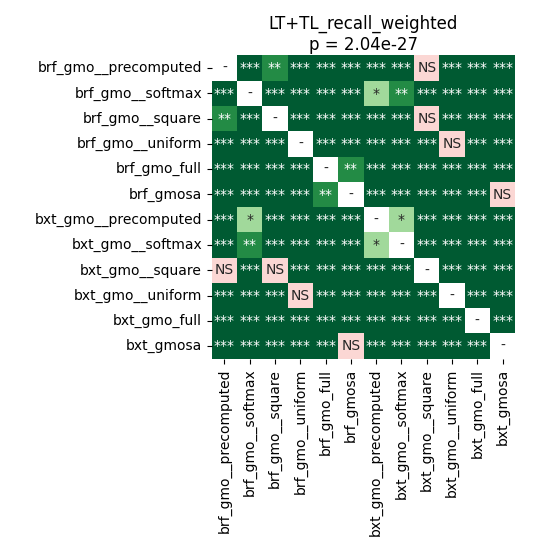 LT+TL_recall_weighted
p = 2.04e-27
brf_gmo__precomputed - *** ** *** *** *** *** *** NS *** *** ***
brf_gmo__softmax *** - *** *** *** *** * ** *** *** *** ***
brf_gmo__square ** *** - *** *** *** *** *** NS *** *** ***
brf_gmo__uniform *** *** *** - *** *** *** *** *** NS *** ***
brf_gmo_full *** *** *** *** - ** *** *** *** *** *** ***
brf_gmosa *** *** *** *** ** - *** *** *** *** *** NS
bxt_gmo__precomputed *** * *** *** *** *** - * *** *** *** ***
bxt_gmo__softmax *** ** *** *** *** *** * - *** *** *** ***
bxt_gmo__square NS *** NS *** *** *** *** *** - *** *** ***
bxt_gmo__uniform *** *** *** NS *** *** *** *** *** - *** ***
bxt_gmo_full *** *** *** *** *** *** *** *** *** *** - ***
bxt_gmosa *** *** *** *** *** NS *** *** *** *** *** -
brf_gmo__precomputed
brf_gmo__softmax
brf_gmo__square
brf_gmo__uniform
brf_gmo_full
brf_gmosa
bxt_gmo__precomputed
bxt_gmo__softmax
bxt_gmo__square
bxt_gmo__uniform
bxt_gmo_full
bxt_gmosa